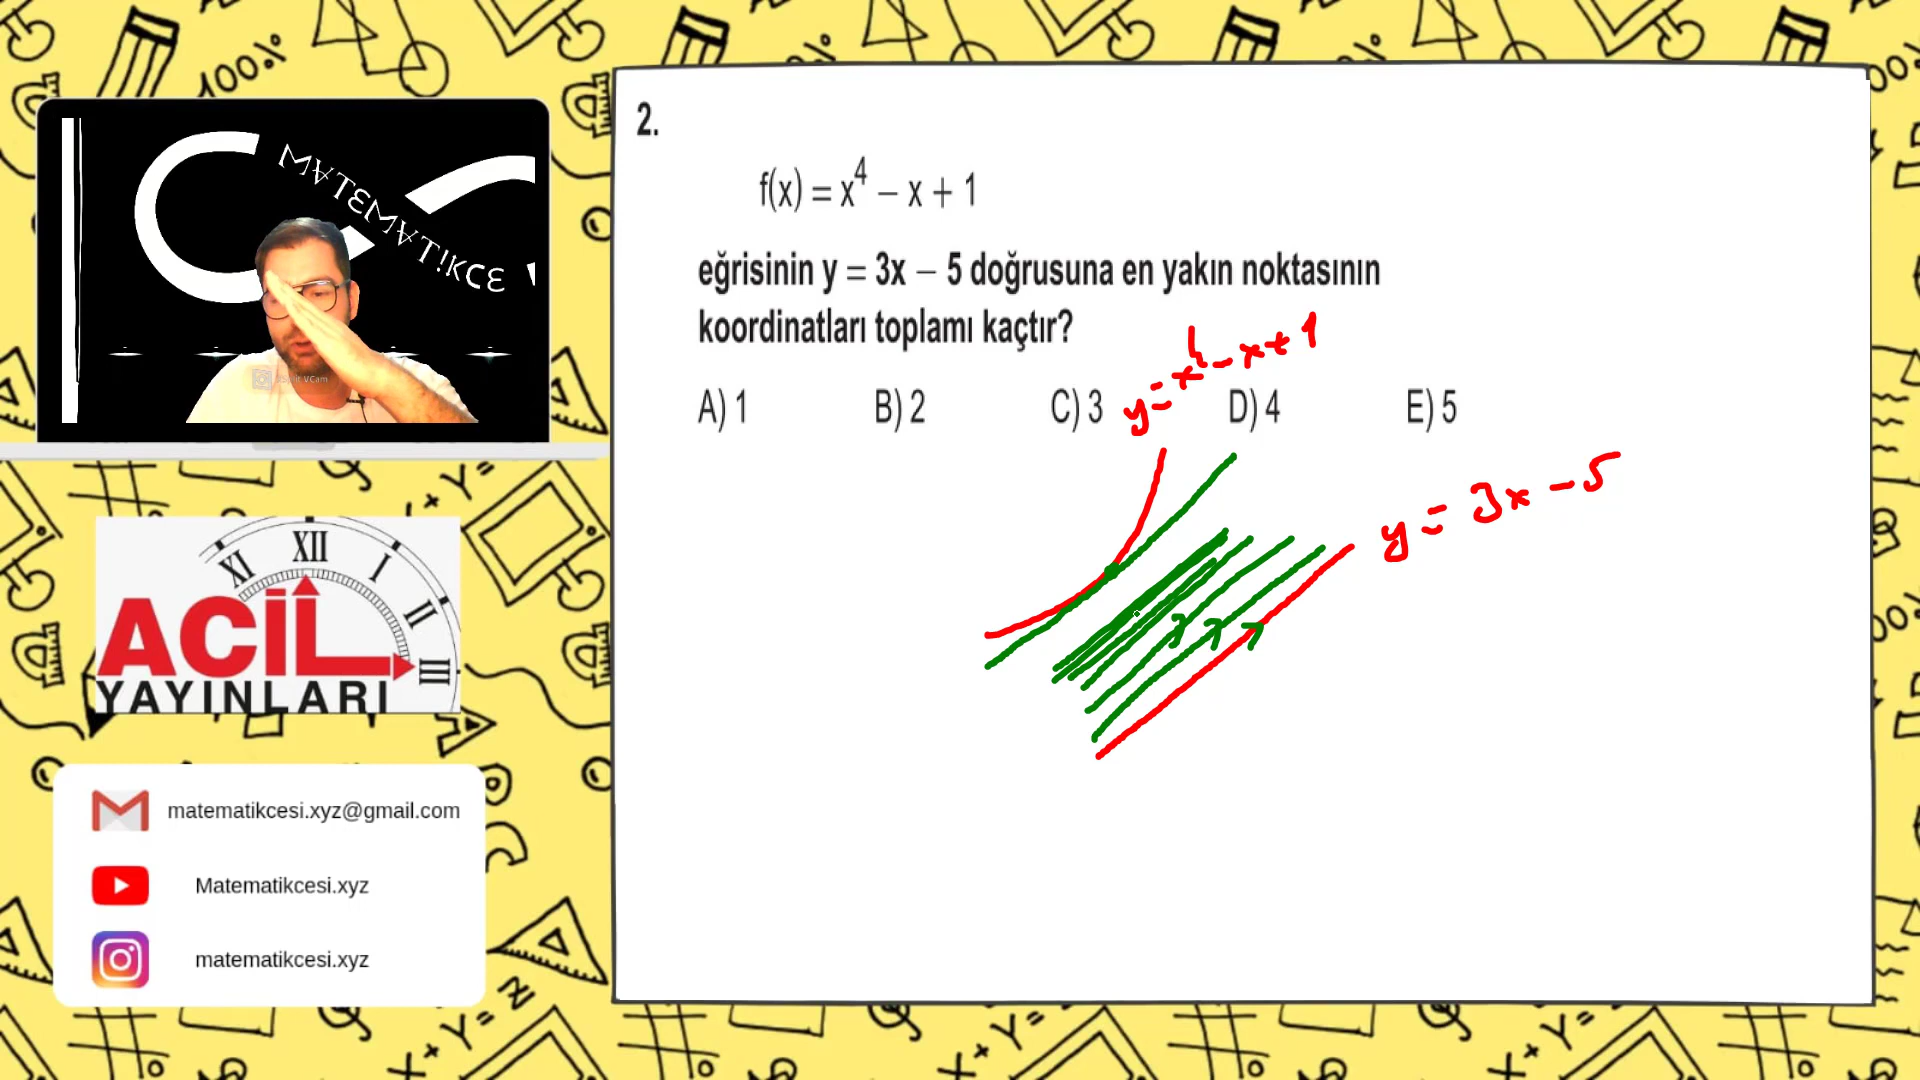 MATEMATİKCE
XI XII I II III
ACİL
YAYINLARI
matematikcesi.xyz@gmail.com
Matematikcesi.xyz
matematikcesi.xyz
2.
f(x) = x⁴ – x + 1
eğrisinin y = 3x – 5 doğrusuna en yakın noktasının
koordinatları toplamı kaçtır?
A) 1 B) 2 C) 3 D) 4 E) 5
y = x⁴ - x + 1
y = 3x - 5